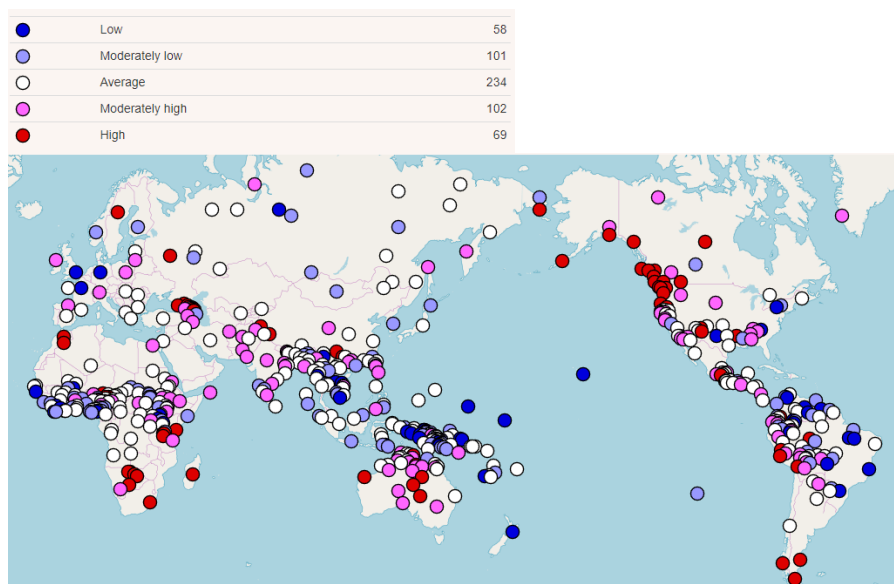 Low 58
Moderately low 101
Average 234
Moderately high 102
High 69